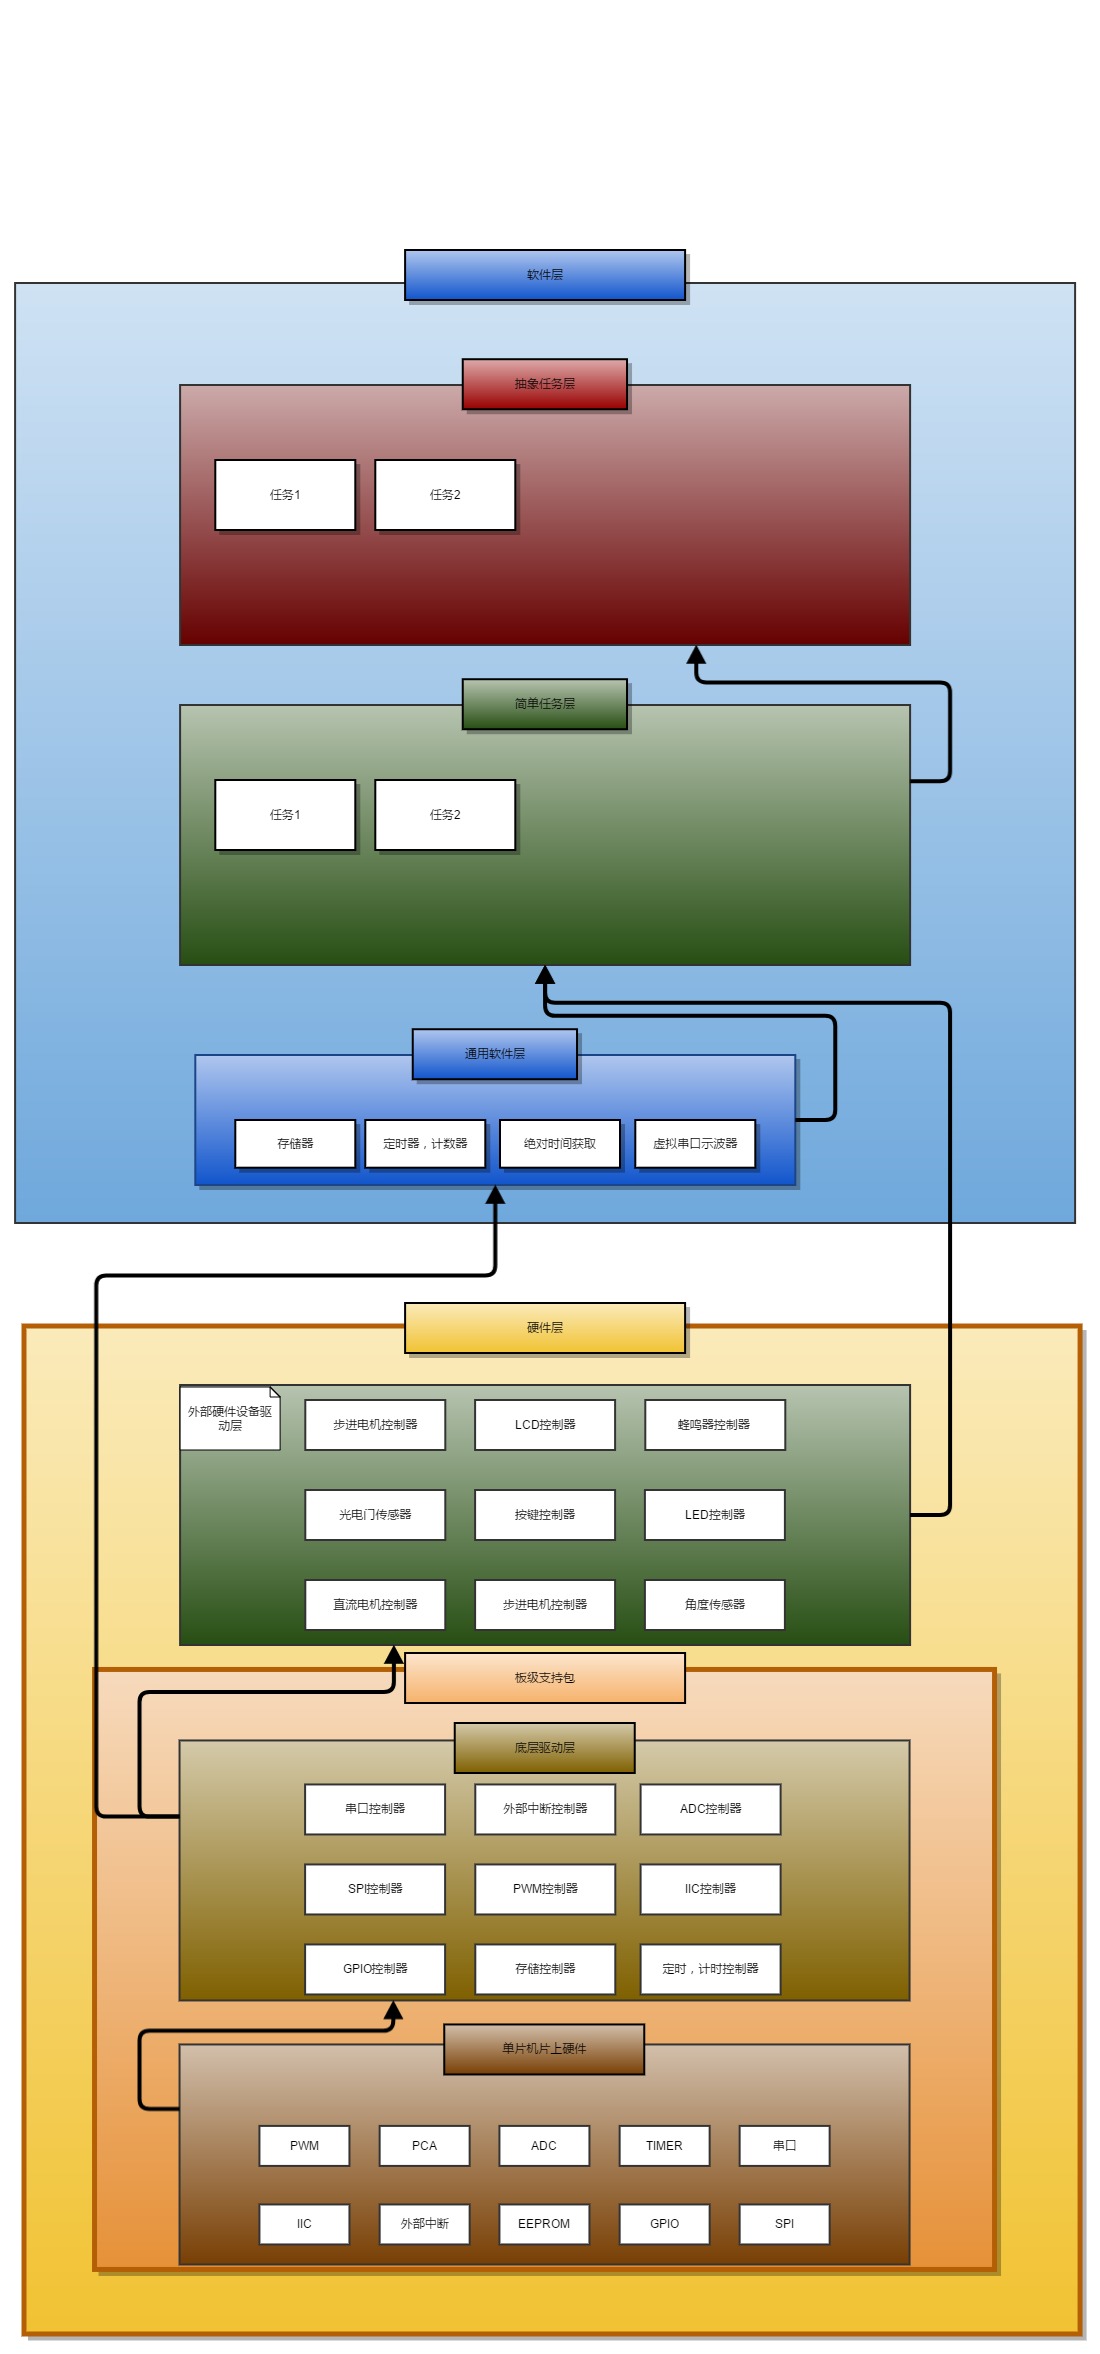 软件层
抽象任务层
任务1
任务2
简单任务层
任务1
任务2
通用软件层
存储器
定时器，计数器
绝对时间获取
虚拟串口示波器
硬件层
外部硬件设备驱
动层
步进电机控制器
LCD控制器
蜂鸣器控制器
光电门传感器
按键控制器
LED控制器
直流电机控制器
步进电机控制器
角度传感器
板级支持包
底层驱动层
串口控制器
外部中断控制器
ADC控制器
SPI控制器
PWM控制器
IIC控制器
GPIO控制器
存储控制器
定时，计时控制器
单片机片上硬件
PWM
PCA
ADC
TIMER
串口
IIC
外部中断
EEPROM
GPIO
SPI